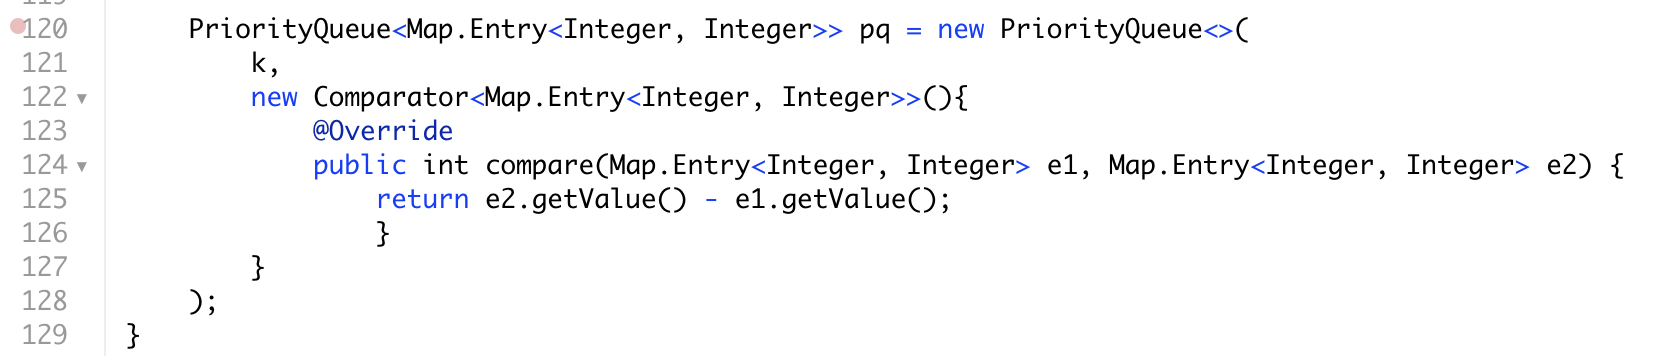 120 PriorityQueue<Map.Entry<Integer, Integer>> pq = new PriorityQueue<>(
121 k,
122 new Comparator<Map.Entry<Integer, Integer>>(){
123 @Override
124 public int compare(Map.Entry<Integer, Integer> e1, Map.Entry<Integer, Integer> e2) {
125 return e2.getValue() - e1.getValue();
126 }
127 }
128 );
129 }